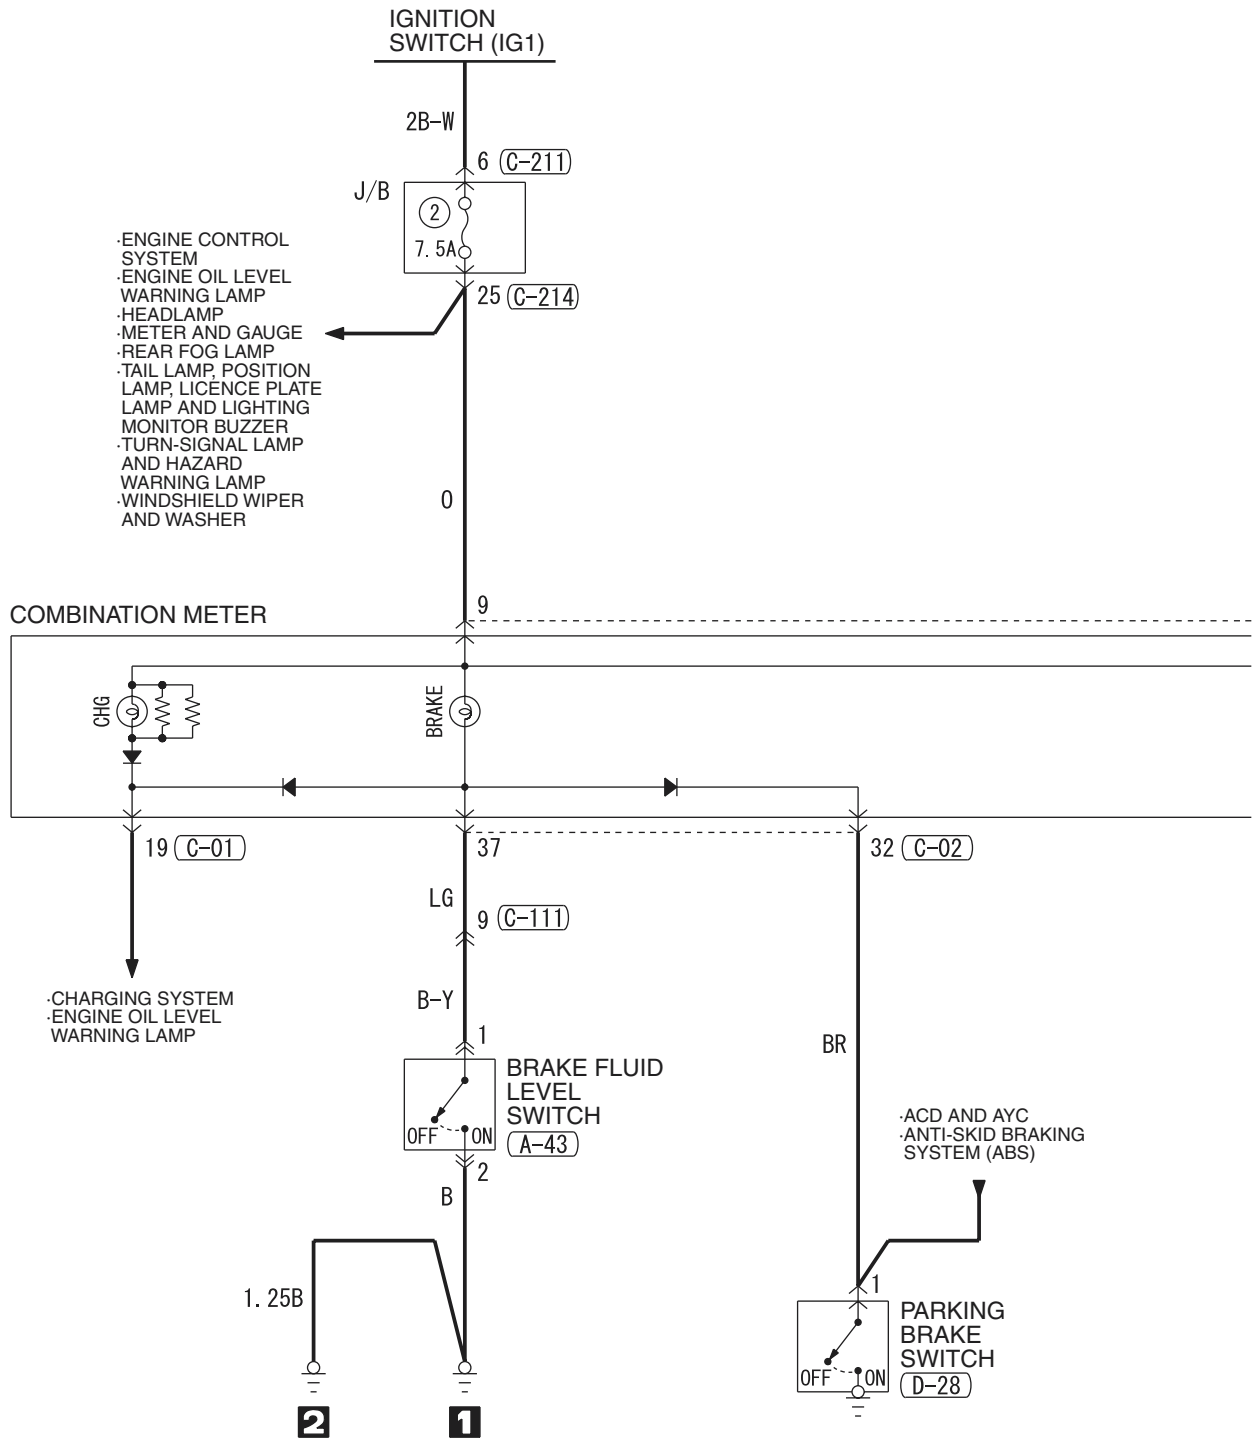 IGNITION
SWITCH (IG1)
2B-W
6 C-211
J/B
2
7.5A
25 C-214
·ENGINE CONTROL
SYSTEM
·ENGINE OIL LEVEL
WARNING LAMP
·HEADLAMP
·METER AND GAUGE
·REAR FOG LAMP
·TAIL LAMP, POSITION
LAMP, LICENCE PLATE
LAMP AND LIGHTING
MONITOR BUZZER
·TURN-SIGNAL LAMP
AND HAZARD
WARNING LAMP
·WINDSHIELD WIPER
AND WASHER
O
9
COMBINATION METER
CHG
BRAKE
19 C-01
37
32 C-02
LG
9 C-111
·CHARGING SYSTEM
·ENGINE OIL LEVEL
WARNING LAMP
B-Y
1
BR
BRAKE FLUID
LEVEL
SWITCH
A-43
OFF ON
2
B
·ACD AND AYC
·ANTI-SKID BRAKING
SYSTEM (ABS)
1.25B
1
PARKING
BRAKE
SWITCH
D-28
OFF ON
2
1